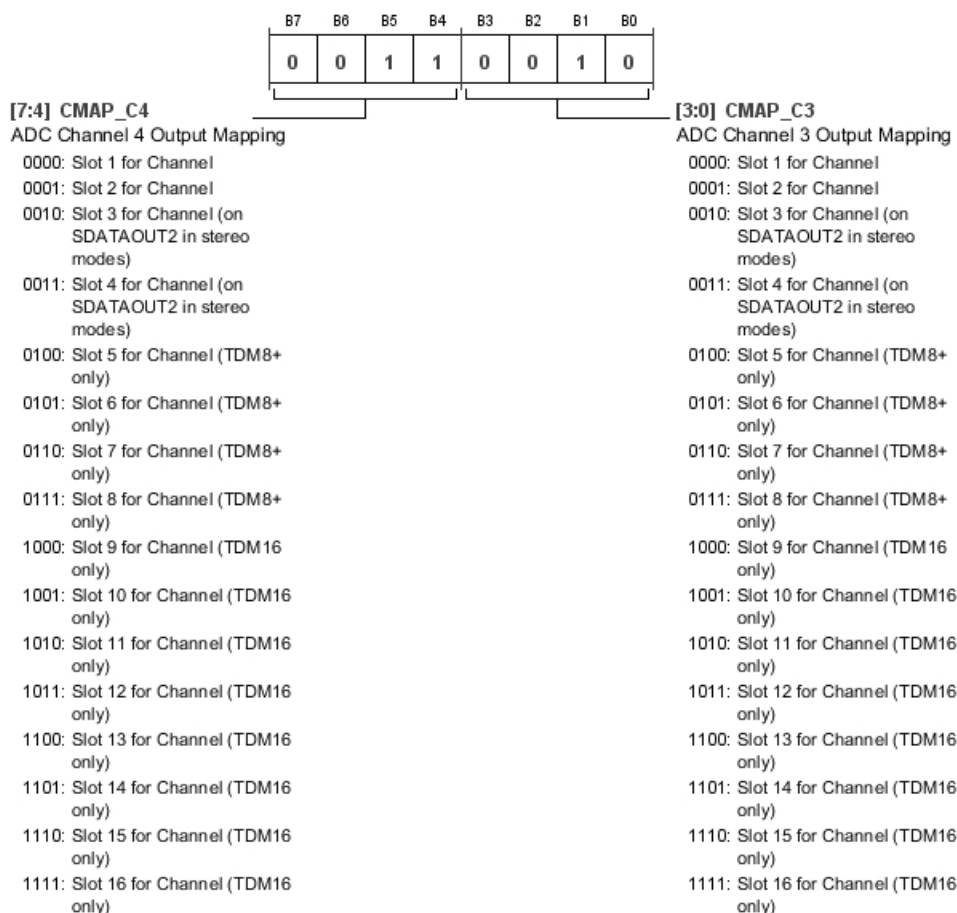 B7 B6 B5 B4 B3 B2 B1 B0
0 0 1 1 0 0 1 0
[7:4] CMAP_C4
ADC Channel 4 Output Mapping
0000: Slot 1 for Channel
0001: Slot 2 for Channel
0010: Slot 3 for Channel (on
SDATAOUT2 in stereo
modes)
0011: Slot 4 for Channel (on
SDATAOUT2 in stereo
modes)
0100: Slot 5 for Channel (TDM8+
only)
0101: Slot 6 for Channel (TDM8+
only)
0110: Slot 7 for Channel (TDM8+
only)
0111: Slot 8 for Channel (TDM8+
only)
1000: Slot 9 for Channel (TDM16
only)
1001: Slot 10 for Channel (TDM16
only)
1010: Slot 11 for Channel (TDM16
only)
1011: Slot 12 for Channel (TDM16
only)
1100: Slot 13 for Channel (TDM16
only)
1101: Slot 14 for Channel (TDM16
only)
1110: Slot 15 for Channel (TDM16
only)
1111: Slot 16 for Channel (TDM16
only)
[3:0] CMAP_C3
ADC Channel 3 Output Mapping
0000: Slot 1 for Channel
0001: Slot 2 for Channel
0010: Slot 3 for Channel (on
SDATAOUT2 in stereo
modes)
0011: Slot 4 for Channel (on
SDATAOUT2 in stereo
modes)
0100: Slot 5 for Channel (TDM8+
only)
0101: Slot 6 for Channel (TDM8+
only)
0110: Slot 7 for Channel (TDM8+
only)
0111: Slot 8 for Channel (TDM8+
only)
1000: Slot 9 for Channel (TDM16
only)
1001: Slot 10 for Channel (TDM16
only)
1010: Slot 11 for Channel (TDM16
only)
1011: Slot 12 for Channel (TDM16
only)
1100: Slot 13 for Channel (TDM16
only)
1101: Slot 14 for Channel (TDM16
only)
1110: Slot 15 for Channel (TDM16
only)
1111: Slot 16 for Channel (TDM16
only)